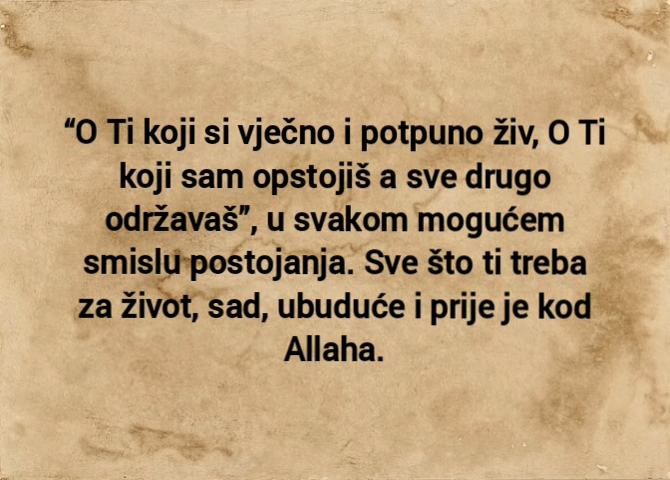 “O Ti koji si vječno i potpuno živ, O Ti
koji sam opstojiš a sve drugo
održavaš”, u svakom mogućem
smislu postojanja. Sve što ti treba
za život, sad, ubuduće i prije je kod
Allaha.